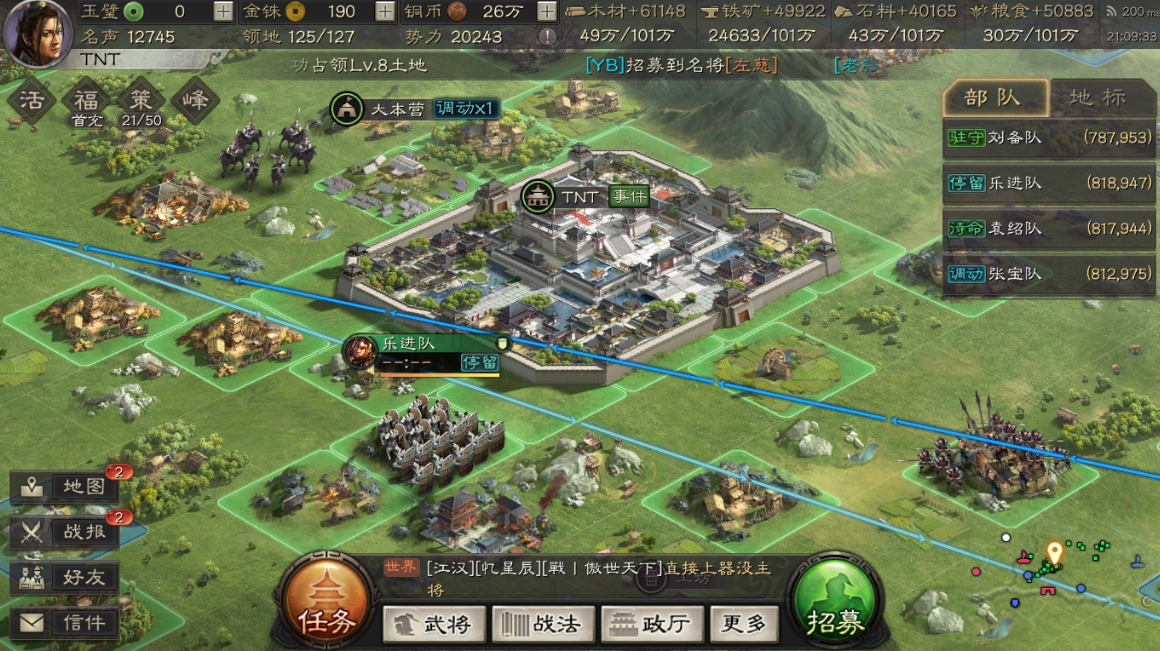 玉璧 0 金铢 190 铜币 26万 木材+61148 铁矿+49922 石料+40165 粮食+50883 200 ms
名声 12745 领地 125/127 势力 20243 49万/101万 24633/101万 43万/101万 30万/101万 21:09:33
TNT
功占领Lv.8土地 [YB]招募到名将[左慈]
活 福 策 峰
首充 21/50
大本营 调动x1
部队 地标
驻守 刘备队 (787,953)
停留 乐进队 (818,947)
待命 袁绍队 (817,944)
调动 张宝队 (812,975)
TNT 事件
乐进队
--:-- 停留
地图 2
战报 2
好友
信件
世界 [江汉][忆星辰][戰丨傲世天下]直接上器没主
将
任务
武将 战法 政厅 更多
招募